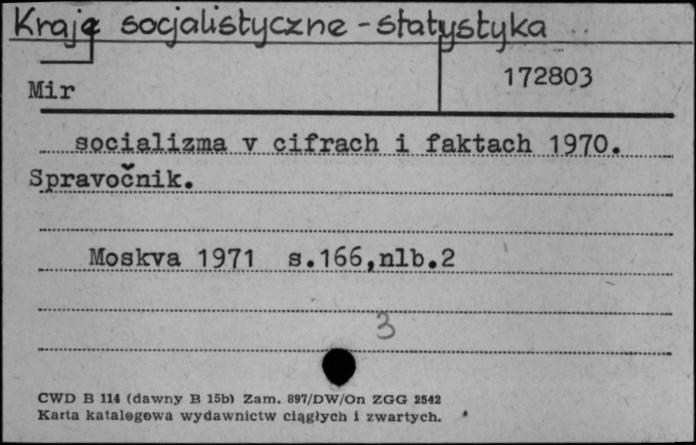 Kraje socjalistyczne - statystyka
172803
Mir
socializma v cifrach i faktach 1970.
Spravočnik.
Moskva 1971 s.166,nlb.2
3
CWD B 114 (dawny B 15b) Zam. 897/DW/On ZGG 2542
Karta katalogowa wydawnictw ciągłych i zwartych.